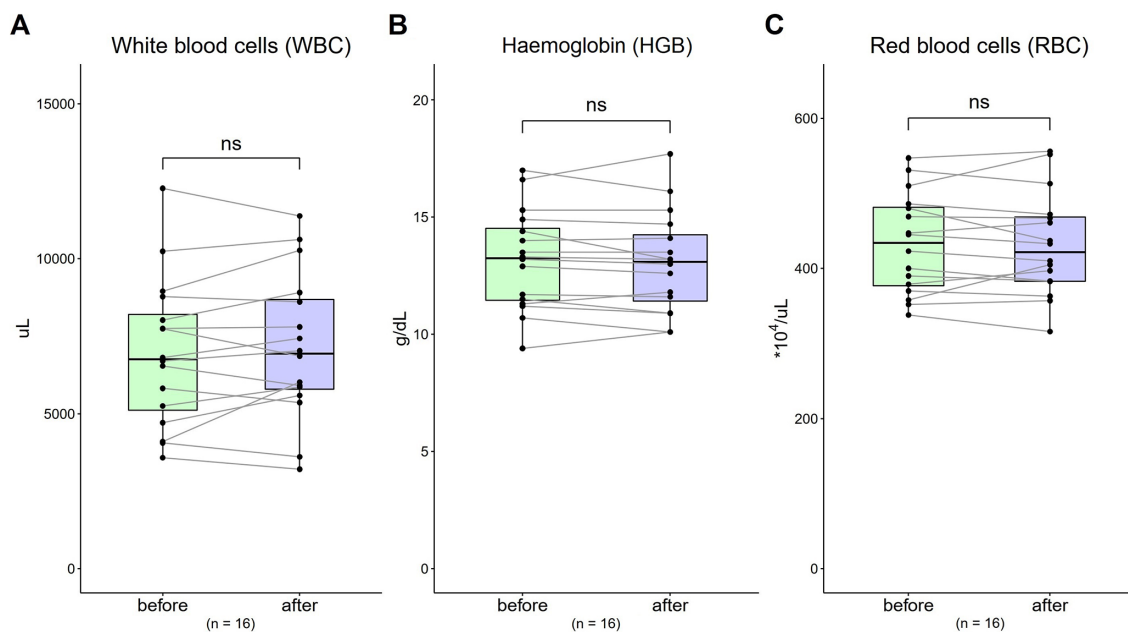 A
White blood cells (WBC)
15000
10000
5000
0
uL
ns
before
after
(n = 16)
B
Haemoglobin (HGB)
20
15
10
5
0
g/dL
ns
before
after
(n = 16)
C
Red blood cells (RBC)
600
400
200
0
*10⁴/uL
ns
before
after
(n = 16)